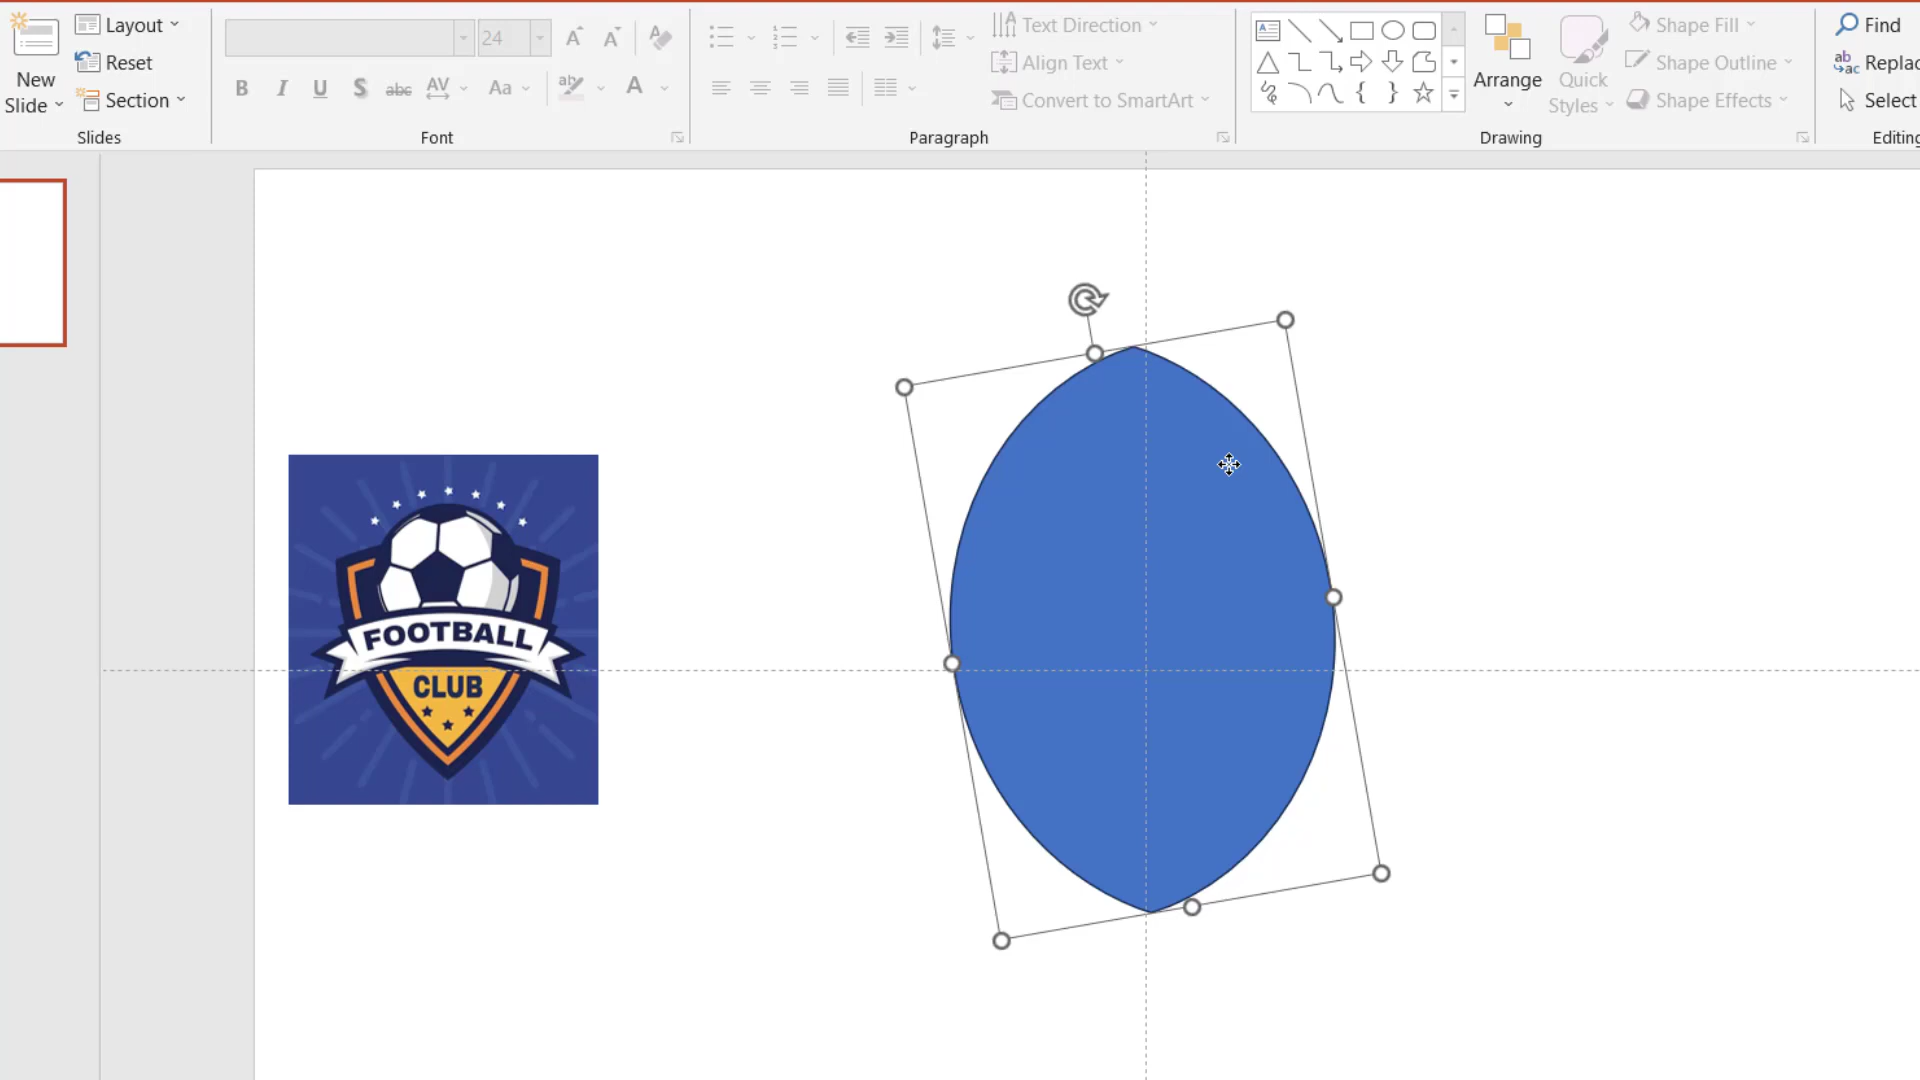 Layout
Reset
Section
New
Slide
Slides
24
B I U S abc AV Aa A
Font
Text Direction
Align Text
Convert to SmartArt
Paragraph
Arrange
Quick
Styles
Shape Fill
Shape Outline
Shape Effects
Drawing
Find
Replac
Select
Editing
FOOTBALL
CLUB